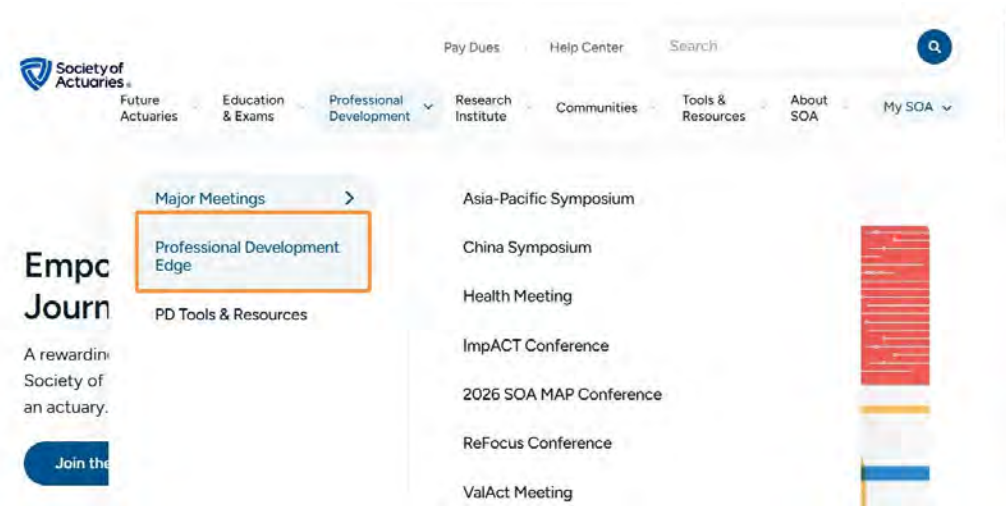 Pay Dues
Help Center
Search
Society of
Actuaries
Future
Actuaries
Education
& Exams
Professional
Development
Research
Institute
Communities
Tools &
Resources
About
SOA
My SOA
Major Meetings
Professional Development
Edge
PD Tools & Resources
Asia-Pacific Symposium
China Symposium
Health Meeting
ImpACT Conference
2026 SOA MAP Conference
ReFocus Conference
ValAct Meeting
Empo
Journ
A rewardin
Society of
an actuary.
Join the